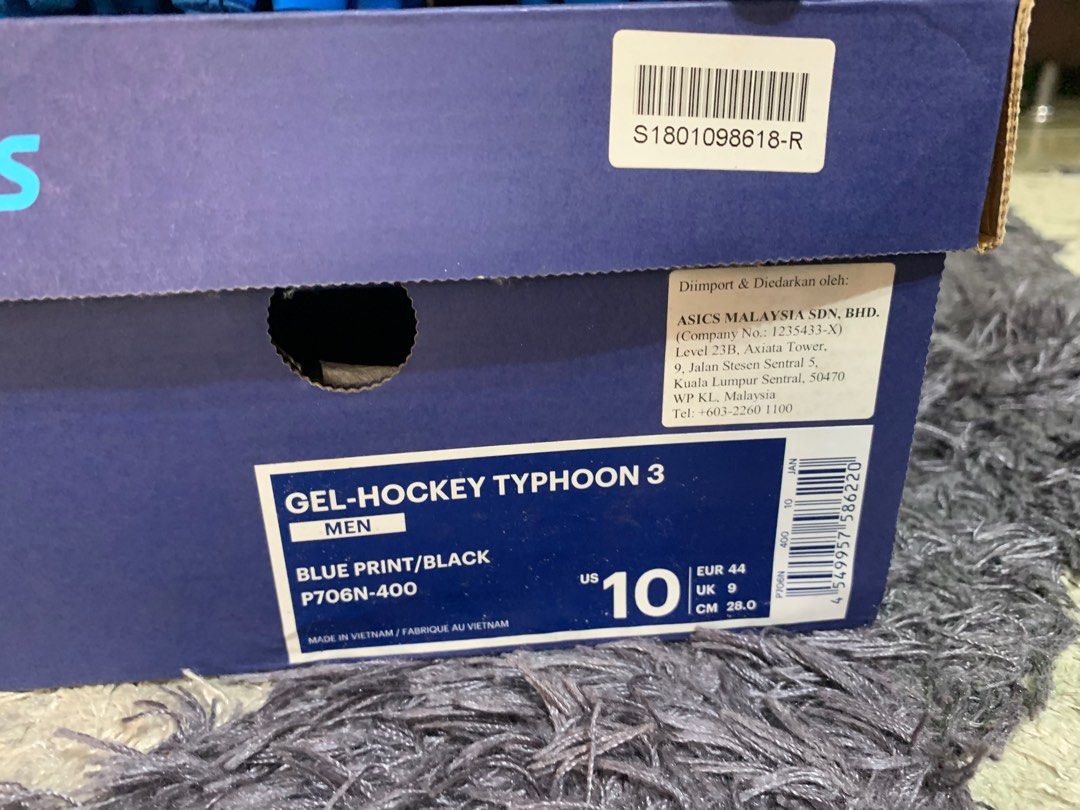 S1801098618-R
s
Diimport & Diedarkan oleh:
ASICS MALAYSIA SDN. BHD.
(Company No.: 1235433-X)
Level 23B, Axiata Tower,
9, Jalan Stesen Sentral 5,
Kuala Lumpur Sentral, 50470
WP KL, Malaysia
Tel: +603-2260 1100
GEL-HOCKEY TYPHOON 3
MEN
BLUE PRINT/BLACK
P706N-400
US 10
EUR 44
UK 9
CM 28.0
MADE IN VIETNAM / FABRIQUE AU VIETNAM
P706N 400 10 JAN
4 549957 586220